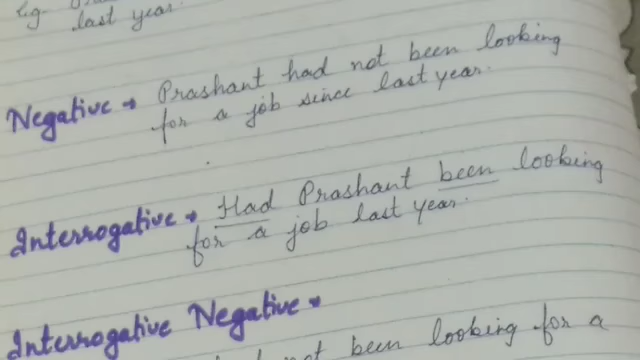 Eg.
last year.
Negative → Prashant had not been looking
for a job since last year.
Interrogative → Had Prashant been looking
for a job last year.
Interrogative Negative →
not been looking for a